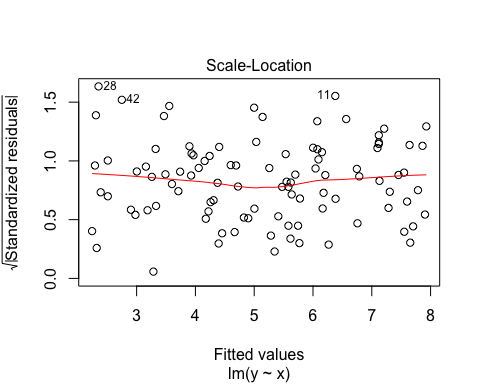 Scale-Location
√|Standardized residuals|
0.0 0.5 1.0 1.5
28
42
11
3 4 5 6 7 8
Fitted values
lm(y ~ x)